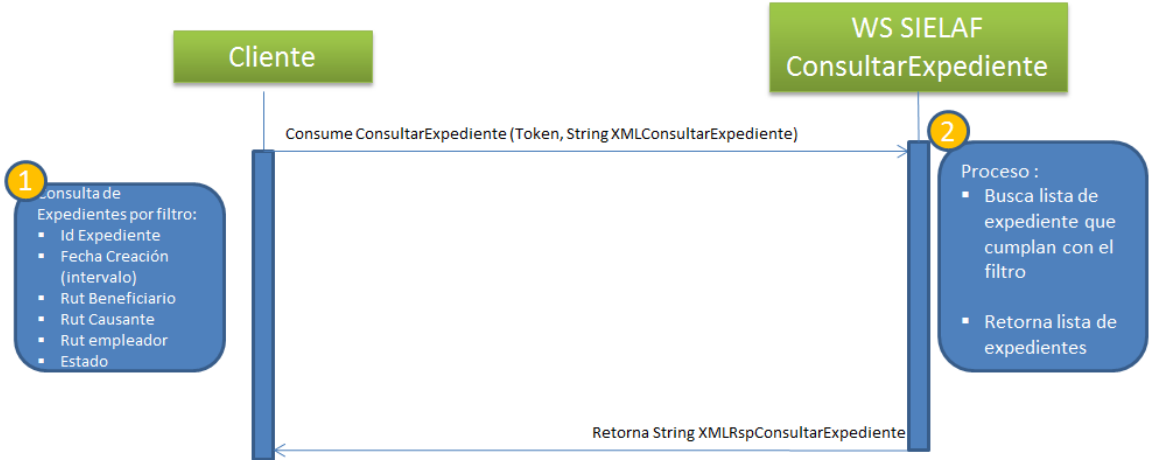 Cliente
WS SIELAF
ConsultarExpediente
Consume ConsultarExpediente (Token, String XMLConsultarExpediente)
1
Consulta de
Expedientes por filtro:
▪ Id Expediente
▪ Fecha Creación
(intervalo)
▪ Rut Beneficiario
▪ Rut Causante
▪ Rut empleador
▪ Estado
2
Proceso :
▪ Busca lista de
expediente que
cumplan con el
filtro
▪ Retorna lista de
expedientes
Retorna String XMLRspConsultarExpediente